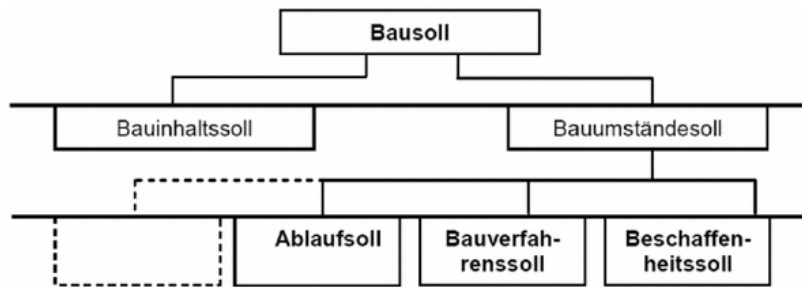 Bausoll
Bauinhaltssoll
Bauumständesoll
Ablaufsoll
Bauverfah-
renssoll
Beschaffen-
heitssoll